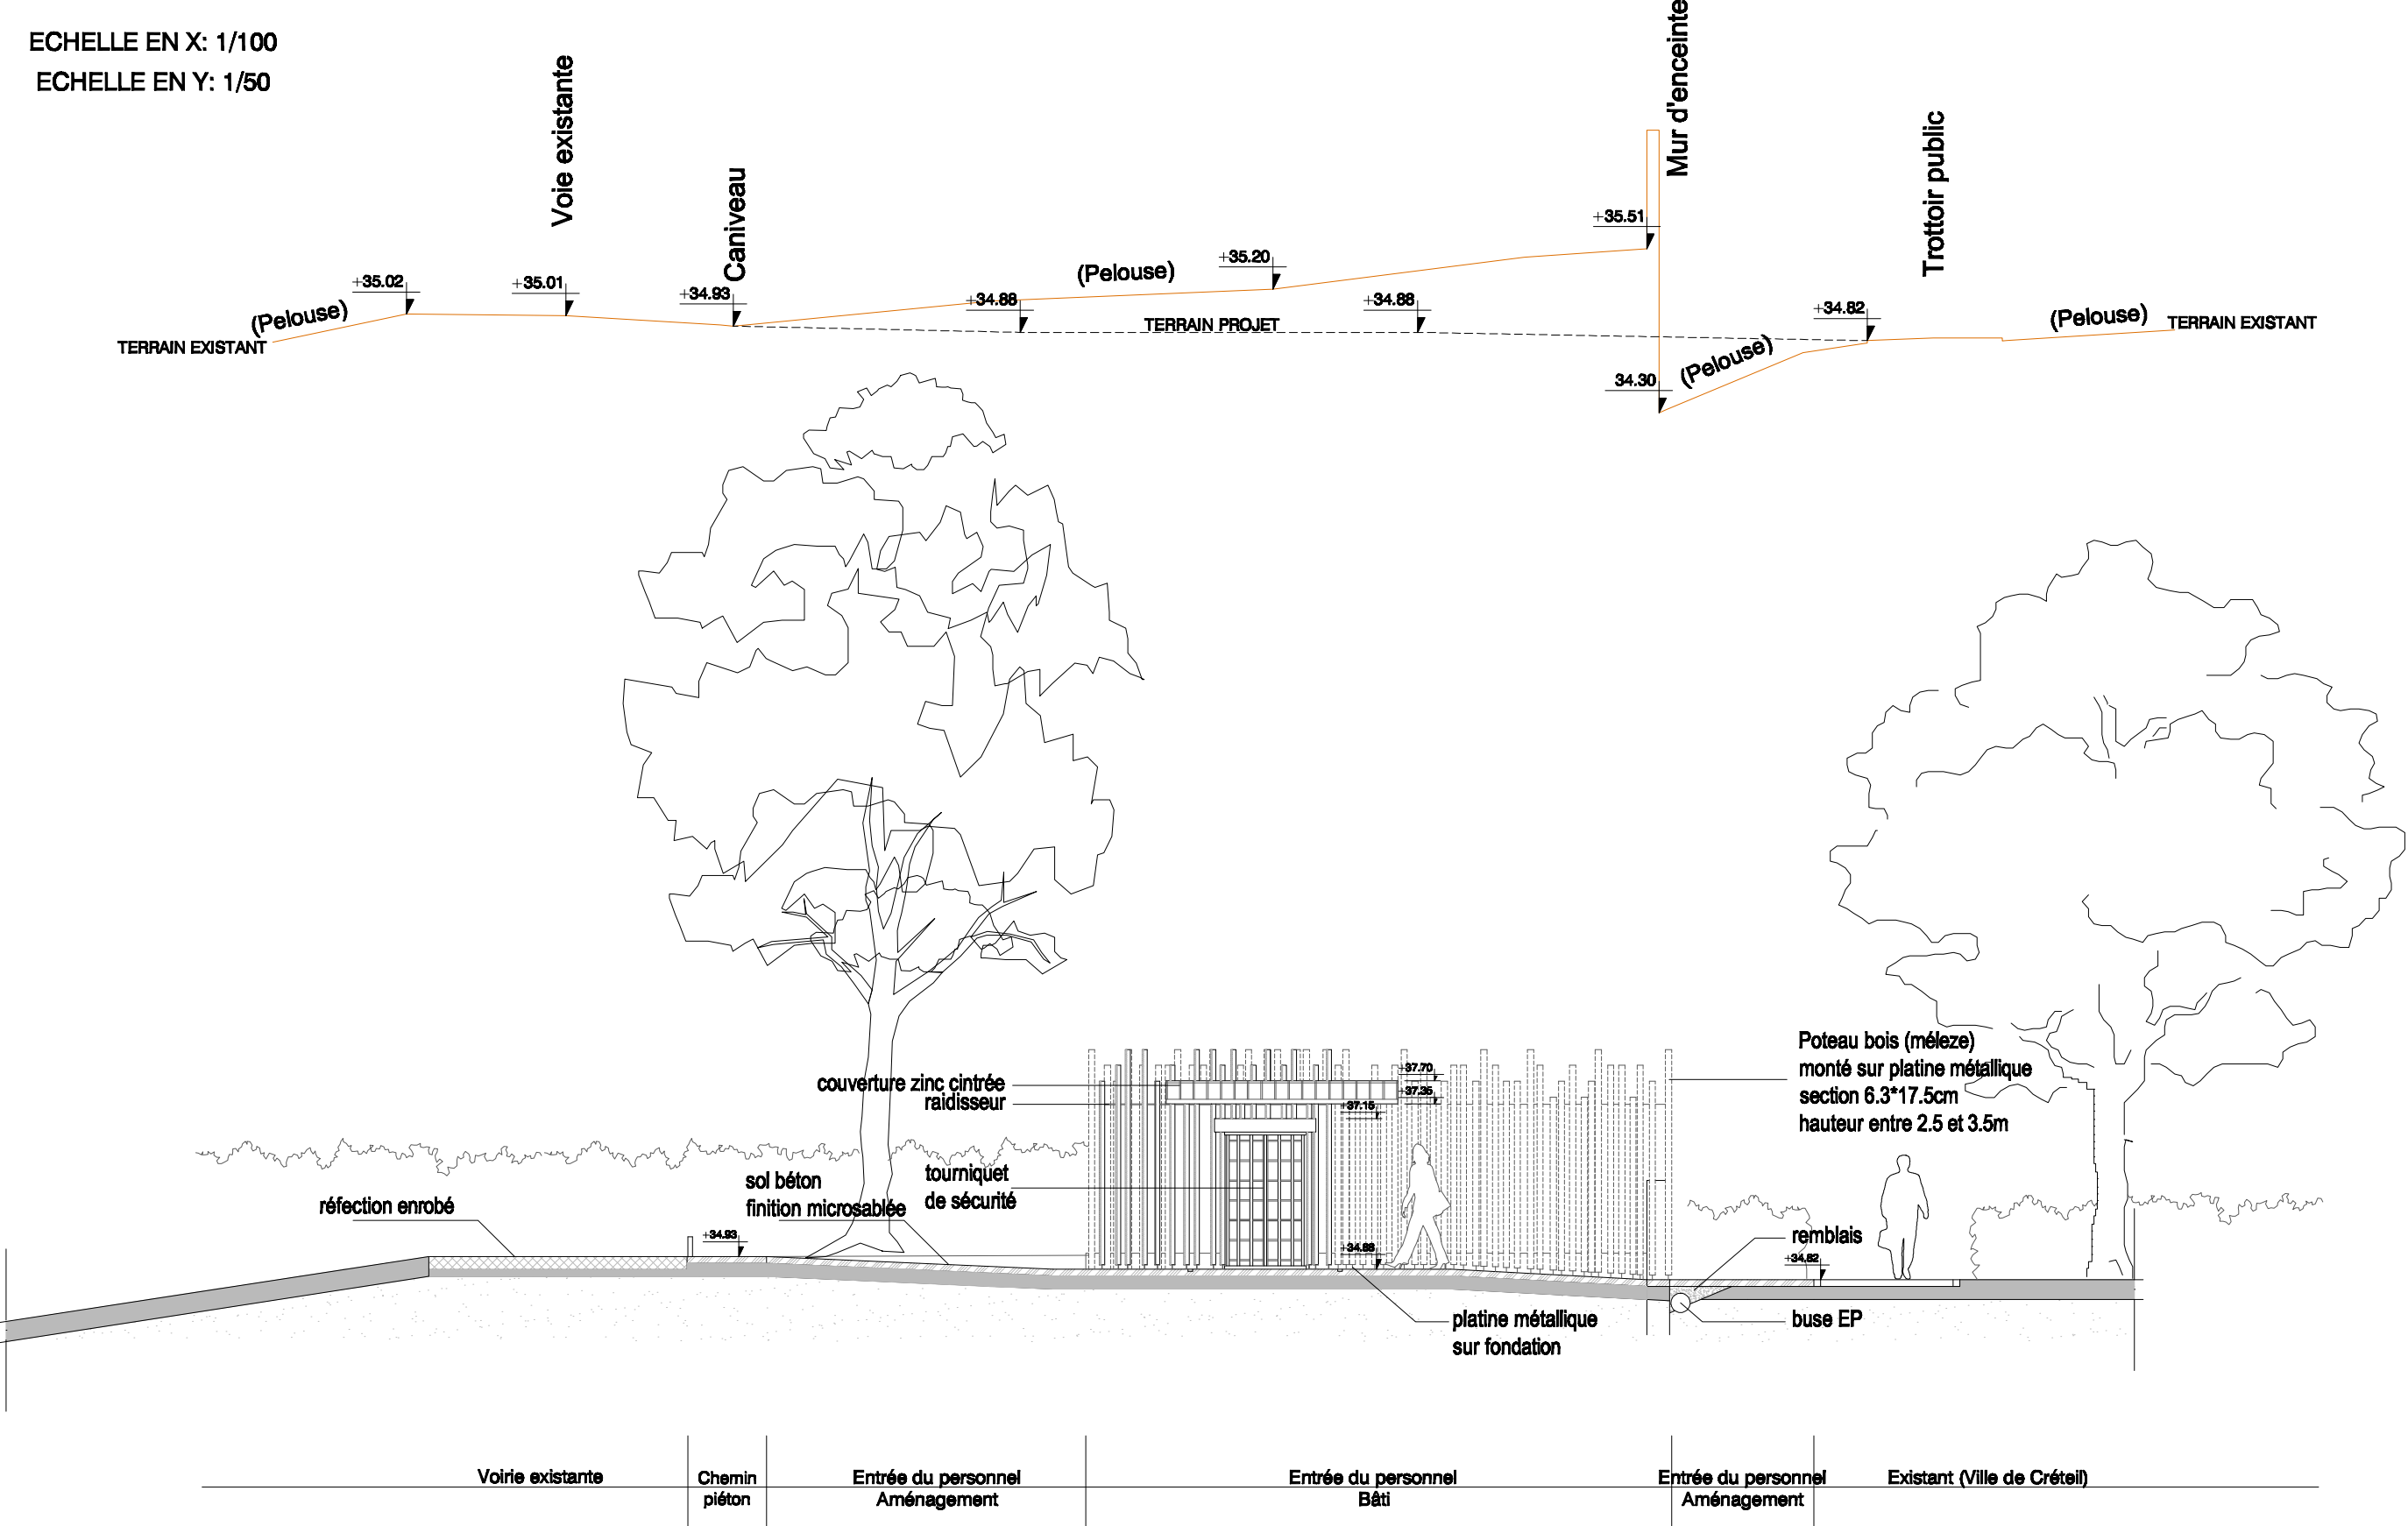 ECHELLE EN X: 1/100
ECHELLE EN Y: 1/50
Voie existante
Caniveau
Mur d'enceinte
Trottoir public
+35.02
+35.01
+34.93
+34.88
+35.20
+34.88
+35.51
34.30
+34.82
(Pelouse)
(Pelouse)
(Pelouse)
(Pelouse)
TERRAIN EXISTANT
TERRAIN PROJET
TERRAIN EXISTANT
couverture zinc cintrée
raidisseur
+37.70
+37.35
+37.15
Poteau bois (méleze)
monté sur platine métallique
section 6.3*17.5cm
hauteur entre 2.5 et 3.5m
sol béton
finition microsablée
tourniquet
de sécurité
réfection enrobé
+34.93
+34.88
remblais
+34.82
platine métallique
sur fondation
buse EP
Voirie existante
Chemin
piéton
Entrée du personnel
Aménagement
Entrée du personnel
Bâti
Entrée du personnel
Aménagement
Existant (Ville de Créteil)